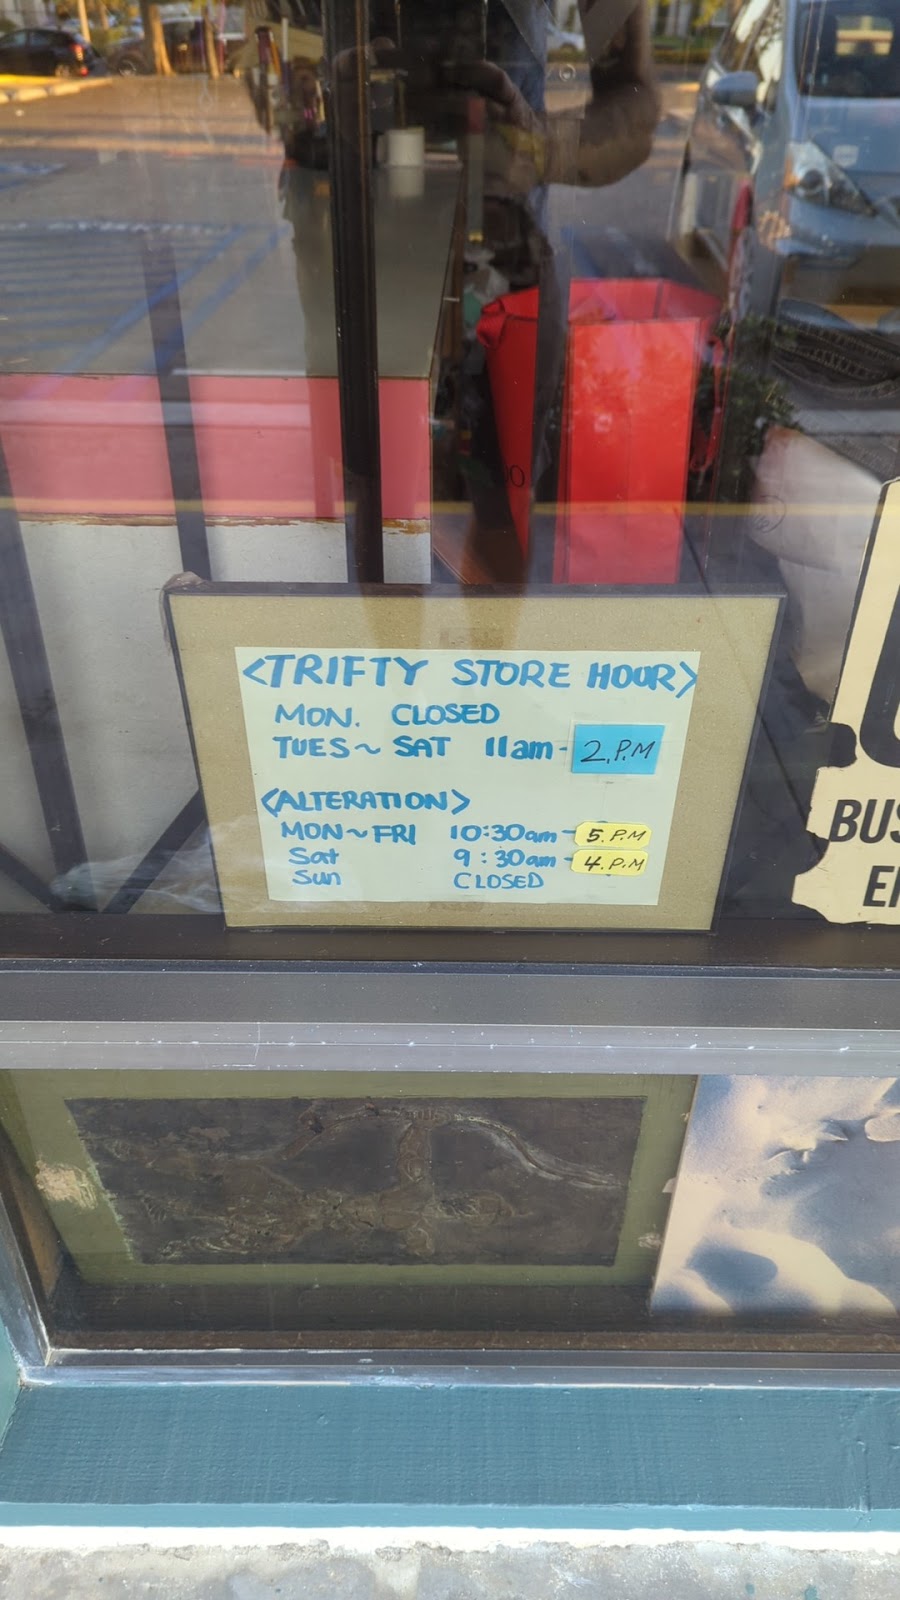 <TRIFTY STORE HOUR>
MON. CLOSED
TUES ~ SAT 11am - 2.P.M
<ALTERATION>
MON ~ FRI 10:30am - 5.P.M
Sat 9:30am - 4.P.M
Sun CLOSED